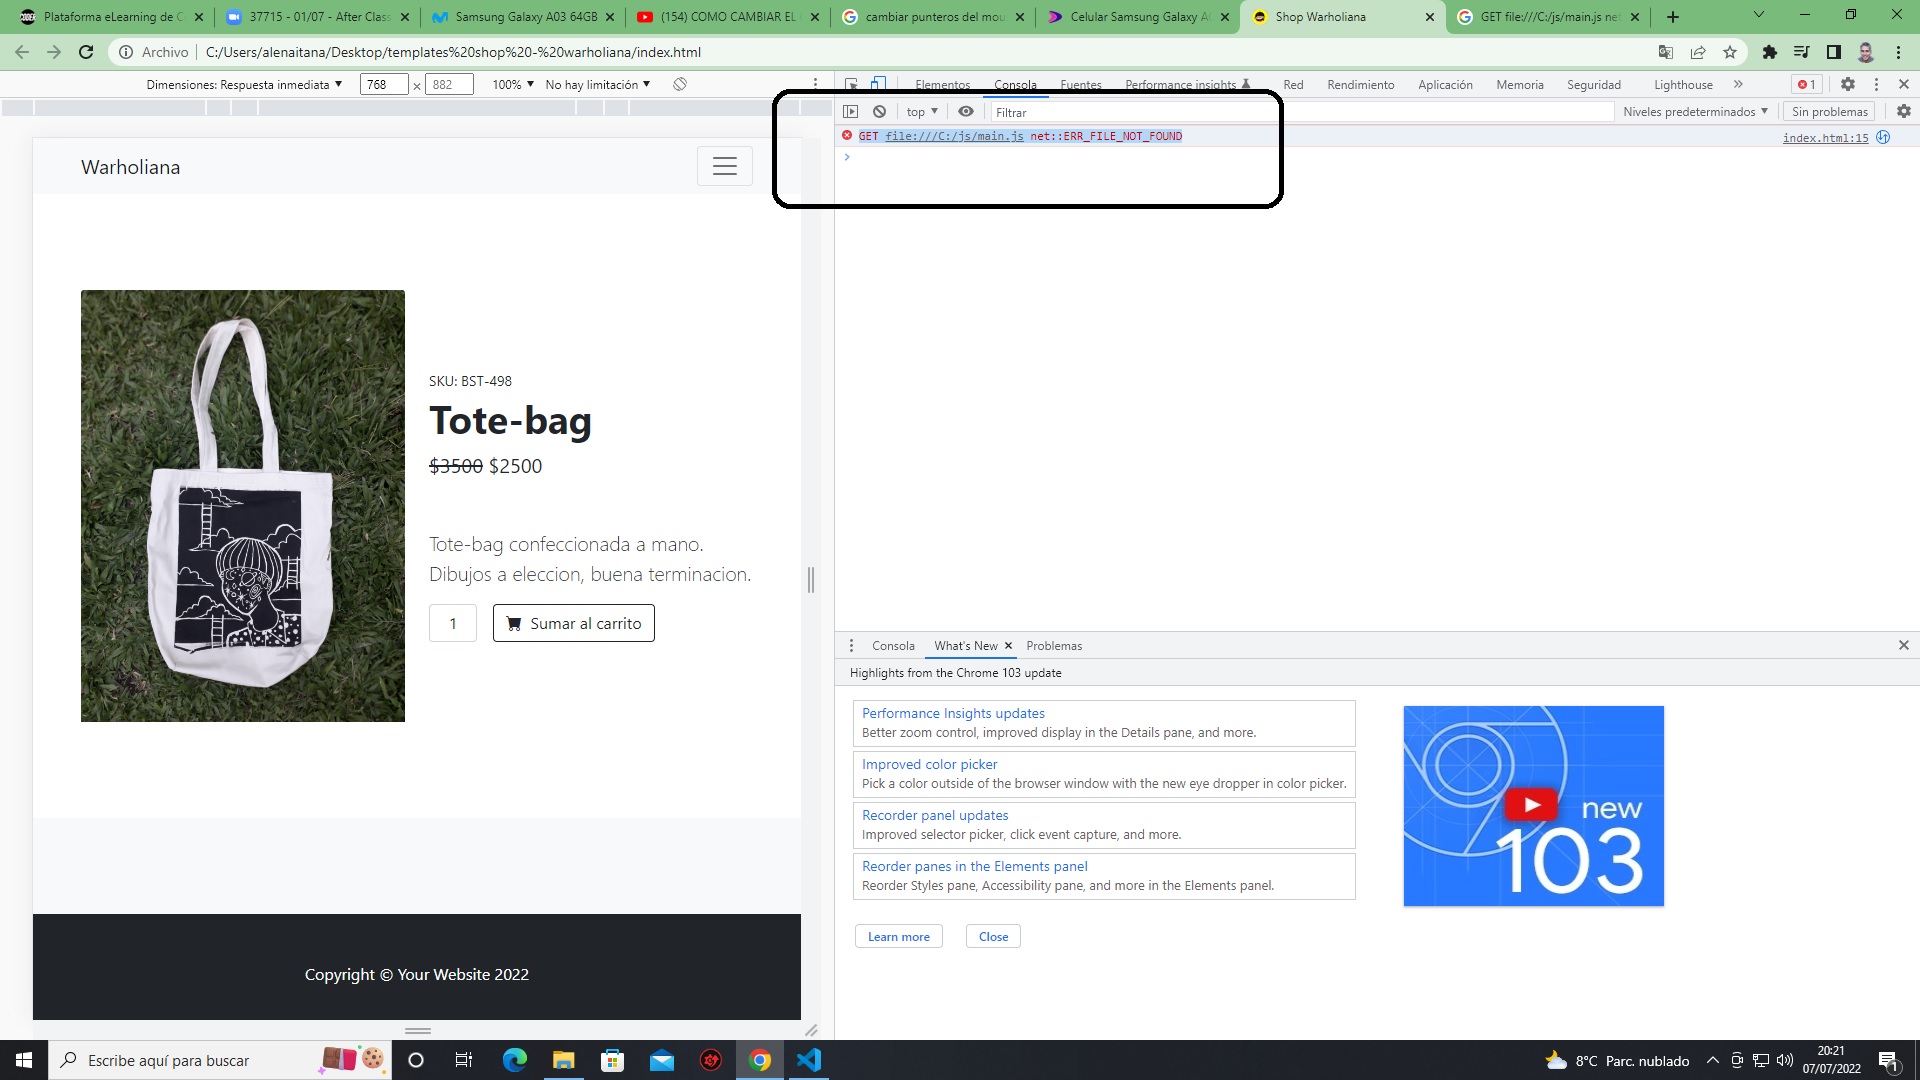 Plataforma eLearning de C
37715 - 01/07 - After Class
Samsung Galaxy A03 64GB
(154) COMO CAMBIAR EL
cambiar punteros del mou
Celular Samsung Galaxy A0
Shop Warholiana
GET file:///C:/js/main.js net
Archivo
C:/Users/alenaitana/Desktop/templates%20shop%20-%20warholiana/index.html
Dimensiones: Respuesta inmediata
768 × 882
100%
No hay limitación
Elementos
Consola
Fuentes
Performance insights
Red
Rendimiento
Aplicación
Memoria
Seguridad
Lighthouse
1
top
Filtrar
Niveles predeterminados
Sin problemas
GET file:///C:/js/main.js net::ERR_FILE_NOT_FOUND
index.html:15
Warholiana
SKU: BST-498
Tote-bag
$3500 $2500
Tote-bag confeccionada a mano.
Dibujos a eleccion, buena terminacion.
1
Sumar al carrito
Copyright © Your Website 2022
Consola
What's New
Problemas
Highlights from the Chrome 103 update
Performance Insights updates
Better zoom control, improved display in the Details pane, and more.
Improved color picker
Pick a color outside of the browser window with the new eye dropper in color picker.
Recorder panel updates
Improved selector picker, click event capture, and more.
Reorder panes in the Elements panel
Reorder Styles pane, Accessibility pane, and more in the Elements panel.
Learn more
Close
new
103
Escribe aquí para buscar
8°C Parc. nublado
20:21
07/07/2022
1